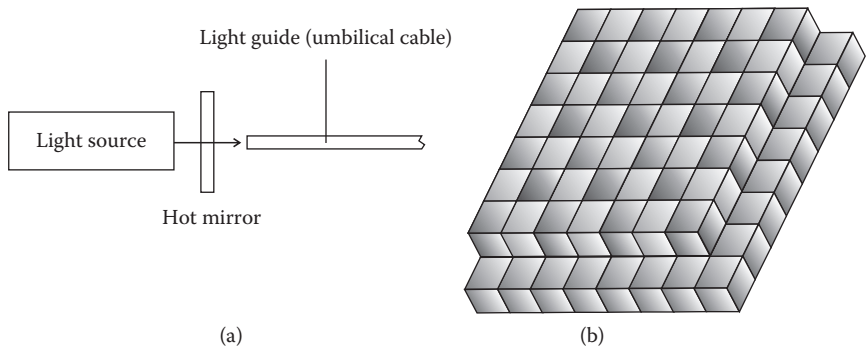 Light guide (umbilical cable)
Light source
Hot mirror
(a)
(b)